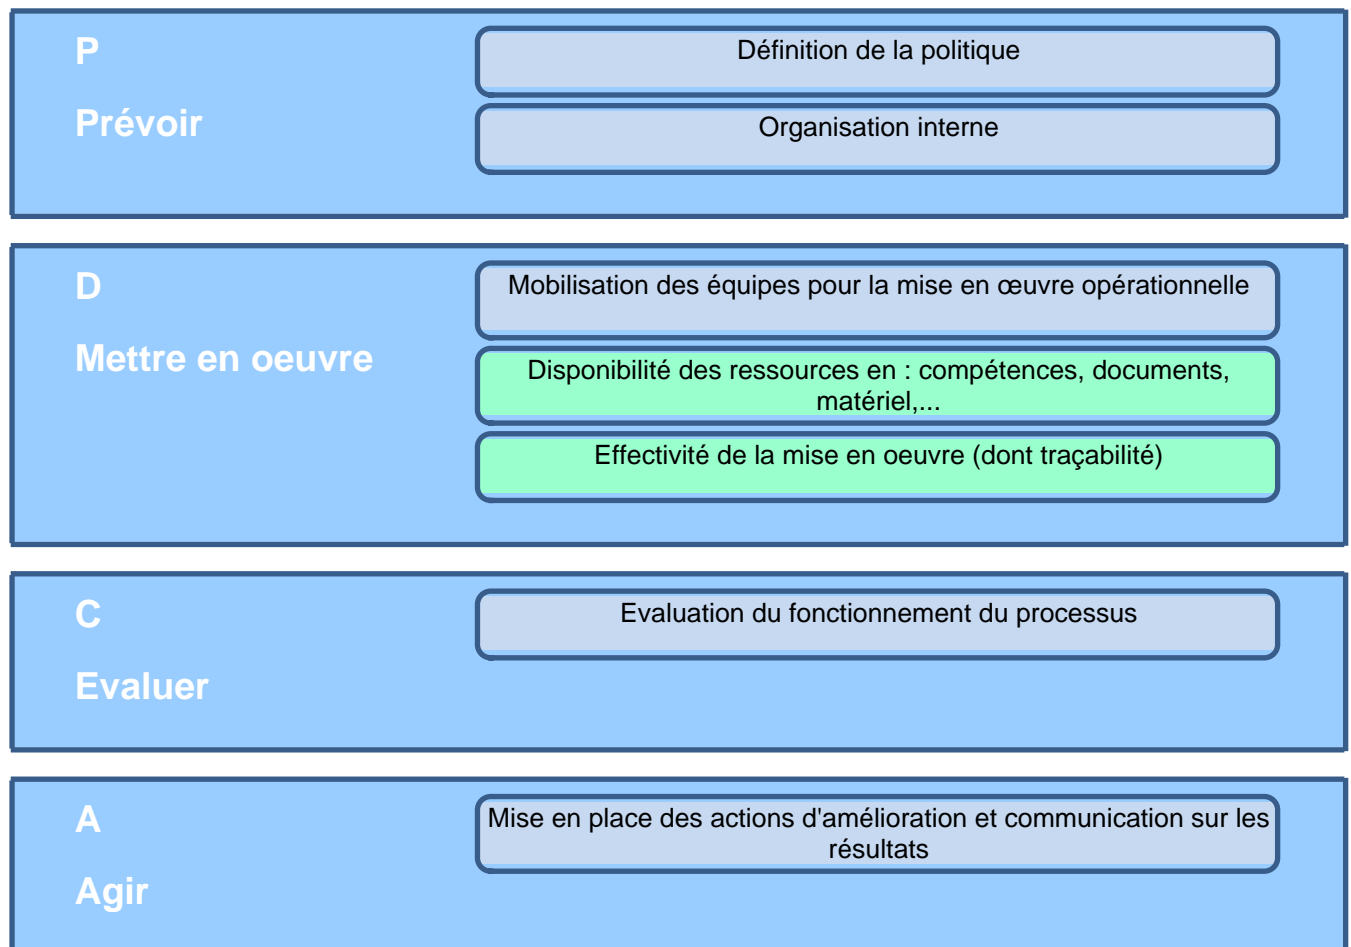 P
Prévoir
Définition de la politique
Organisation interne
D
Mettre en oeuvre
Mobilisation des équipes pour la mise en œuvre opérationnelle
Disponibilité des ressources en : compétences, documents,
matériel,...
Effectivité de la mise en oeuvre (dont traçabilité)
C
Evaluer
Evaluation du fonctionnement du processus
A
Agir
Mise en place des actions d'amélioration et communication sur les
résultats